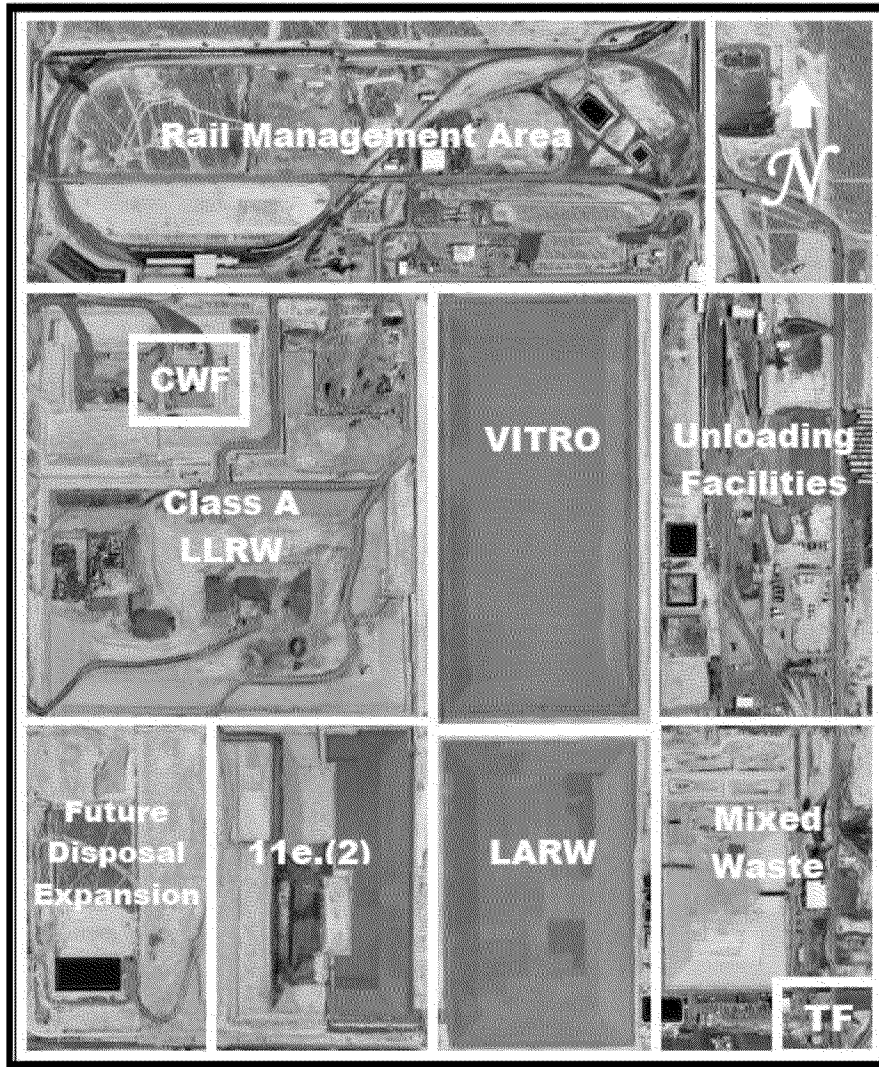 Rail Management Area
N
CWF
VITRO
Unloading
Facilities
Class A
LLRW
Future
Disposal
Expansion
11e.(2)
LARW
Mixed
Waste
TF